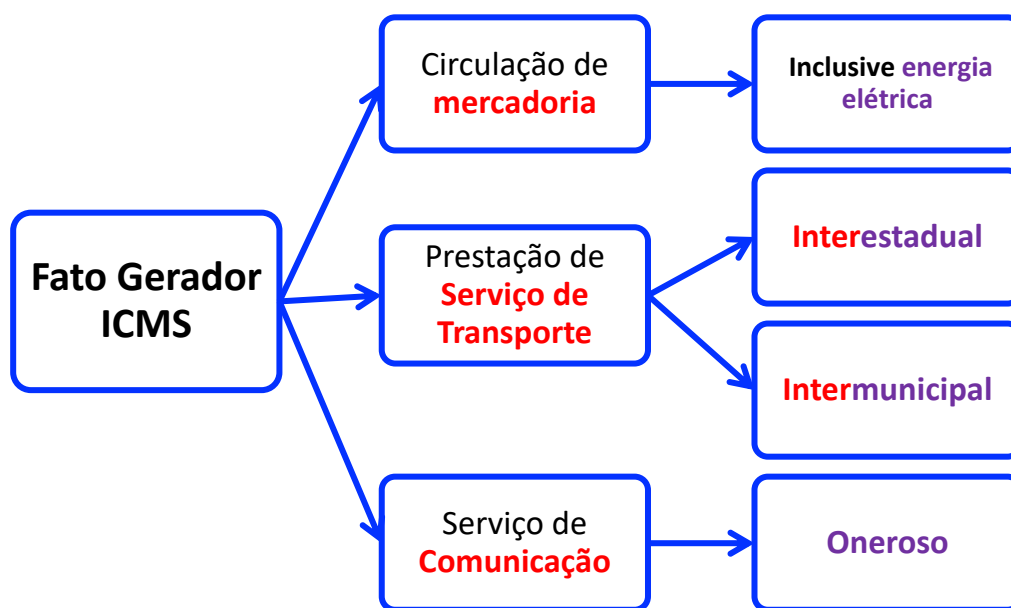 Fato Gerador
ICMS
Circulação de
mercadoria
Inclusive energia
elétrica
Prestação de
Serviço de
Transporte
Interestadual
Intermunicipal
Serviço de
Comunicação
Oneroso